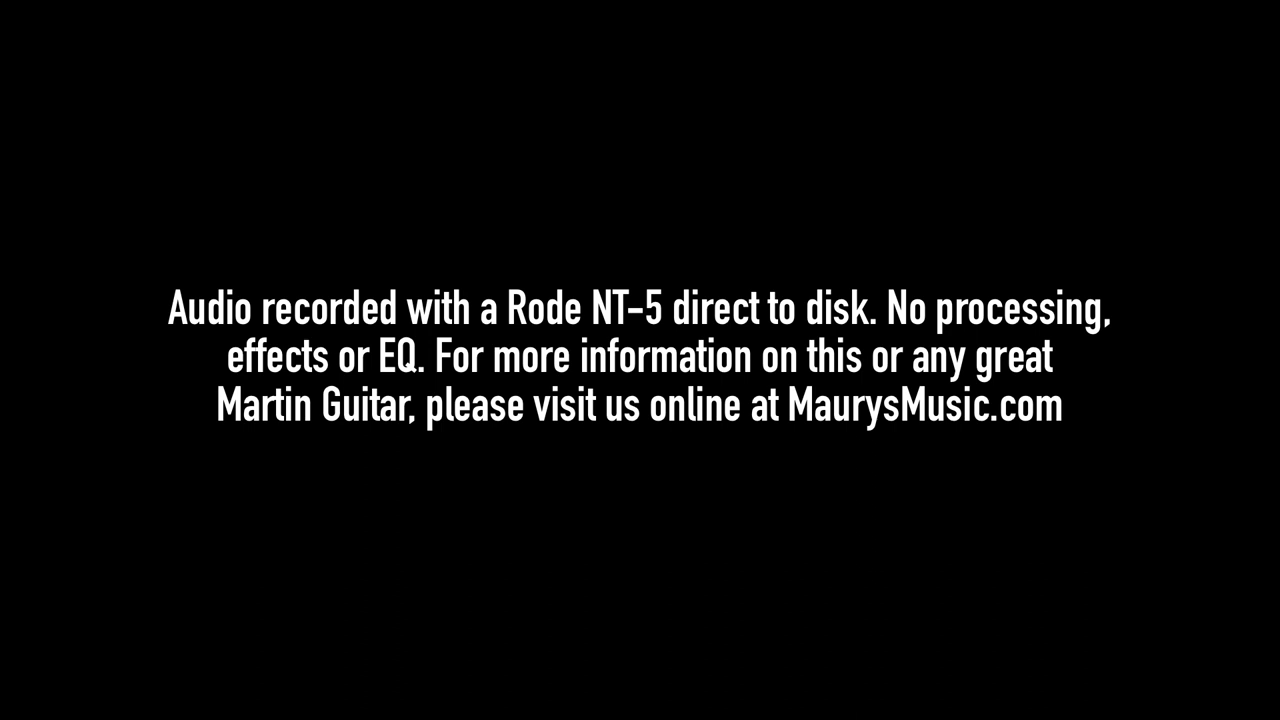 Audio recorded with a Rode NT-5 direct to disk. No processing,
effects or EQ. For more information on this or any great
Martin Guitar, please visit us online at MaurysMusic.com